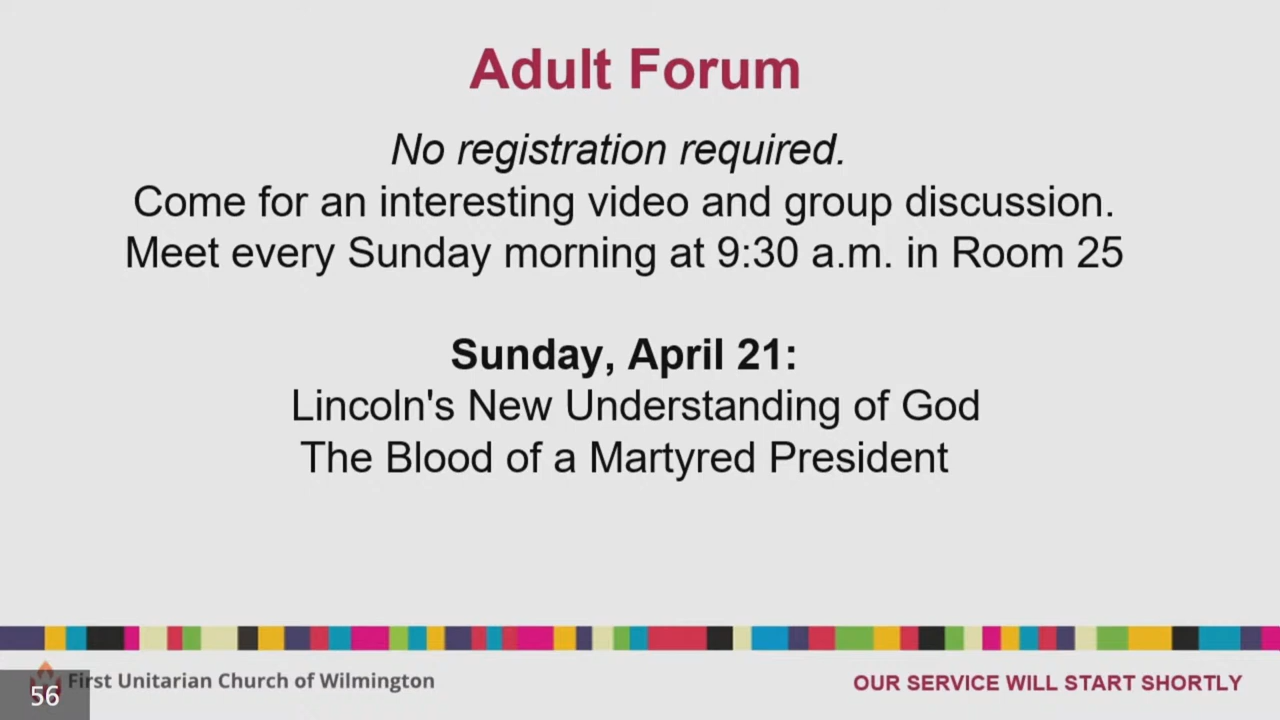 Adult Forum
No registration required.
Come for an interesting video and group discussion.
Meet every Sunday morning at 9:30 a.m. in Room 25
Sunday, April 21:
Lincoln's New Understanding of God
The Blood of a Martyred President
First Unitarian Church of Wilmington
OUR SERVICE WILL START SHORTLY
56